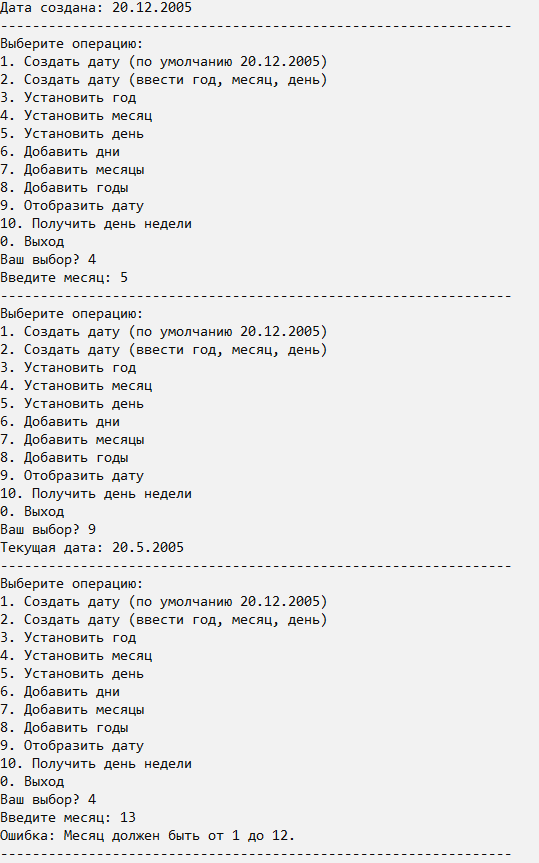 Дата создана: 20.12.2005
----------------------------------------------------------------
Выберите операцию:
1. Создать дату (по умолчанию 20.12.2005)
2. Создать дату (ввести год, месяц, день)
3. Установить год
4. Установить месяц
5. Установить день
6. Добавить дни
7. Добавить месяцы
8. Добавить годы
9. Отобразить дату
10. Получить день недели
0. Выход
Ваш выбор? 4
Введите месяц: 5
----------------------------------------------------------------
Выберите операцию:
1. Создать дату (по умолчанию 20.12.2005)
2. Создать дату (ввести год, месяц, день)
3. Установить год
4. Установить месяц
5. Установить день
6. Добавить дни
7. Добавить месяцы
8. Добавить годы
9. Отобразить дату
10. Получить день недели
0. Выход
Ваш выбор? 9
Текущая дата: 20.5.2005
----------------------------------------------------------------
Выберите операцию:
1. Создать дату (по умолчанию 20.12.2005)
2. Создать дату (ввести год, месяц, день)
3. Установить год
4. Установить месяц
5. Установить день
6. Добавить дни
7. Добавить месяцы
8. Добавить годы
9. Отобразить дату
10. Получить день недели
0. Выход
Ваш выбор? 4
Введите месяц: 13
Ошибка: Месяц должен быть от 1 до 12.
----------------------------------------------------------------